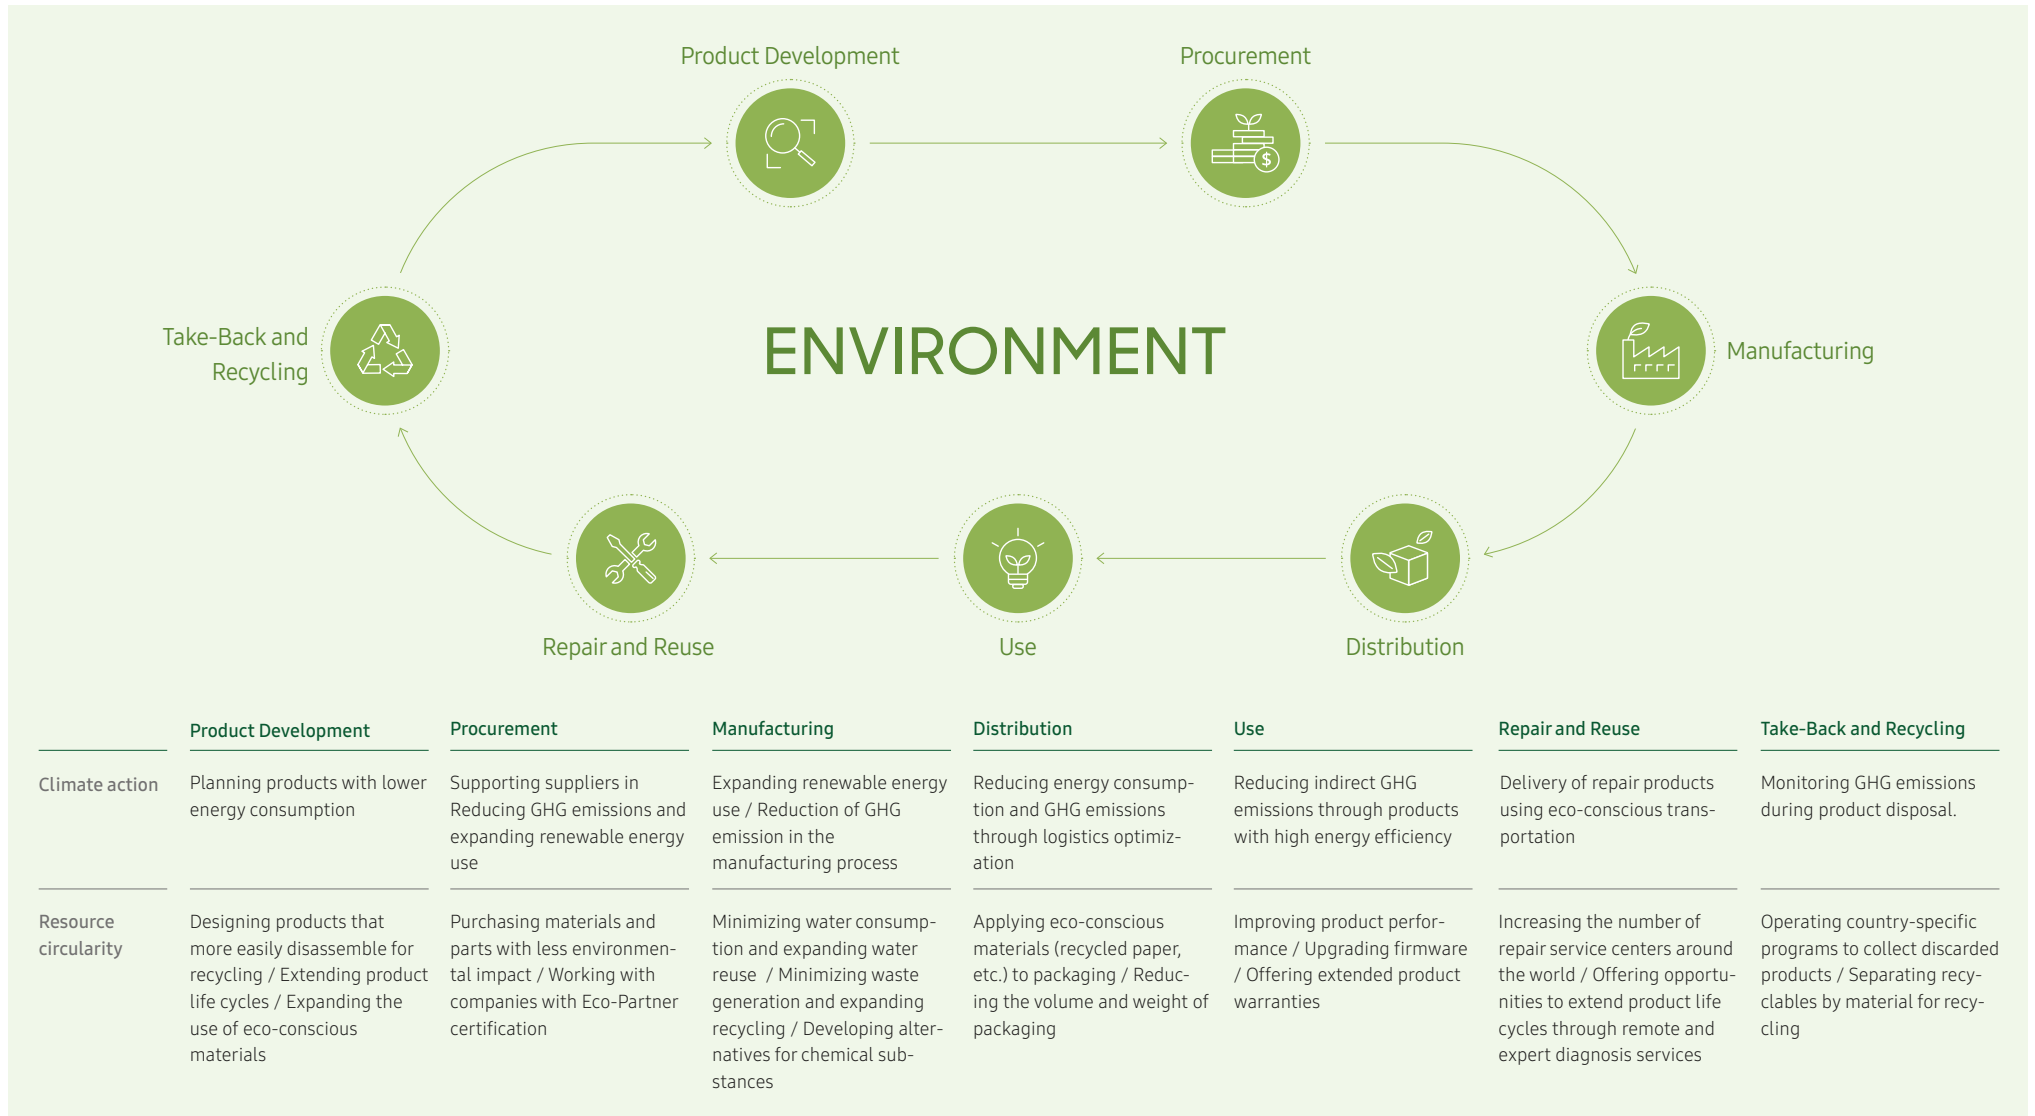 Product Development
Procurement
Take-Back and
Recycling
ENVIRONMENT
Manufacturing
Repair and Reuse
Use
Distribution
Product Development
Procurement
Manufacturing
Distribution
Use
Repair and Reuse
Take-Back and Recycling
Climate action
Planning products with lower
energy consumption
Supporting suppliers in
Reducing GHG emissions and
expanding renewable energy
use
Expanding renewable energy
use / Reduction of GHG
emission in the
manufacturing process
Reducing energy consump-
tion and GHG emissions
through logistics optimiz-
ation
Reducing indirect GHG
emissions through products
with high energy efficiency
Delivery of repair products
using eco-conscious trans-
portation
Monitoring GHG emissions
during product disposal.
Resource
circularity
Designing products that
more easily disassemble for
recycling / Extending product
life cycles / Expanding the
use of eco-conscious
materials
Purchasing materials and
parts with less environmen-
tal impact / Working with
companies with Eco-Partner
certification
Minimizing water consump-
tion and expanding water
reuse / Minimizing waste
generation and expanding
recycling / Developing alter-
natives for chemical sub-
stances
Applying eco-conscious
materials (recycled paper,
etc.) to packaging / Reduc-
ing the volume and weight of
packaging
Improving product perfor-
mance / Upgrading firmware
/ Offering extended product
warranties
Increasing the number of
repair service centers around
the world / Offering opportu-
nities to extend product life
cycles through remote and
expert diagnosis services
Operating country-specific
programs to collect discarded
products / Separating recy-
clables by material for recy-
cling